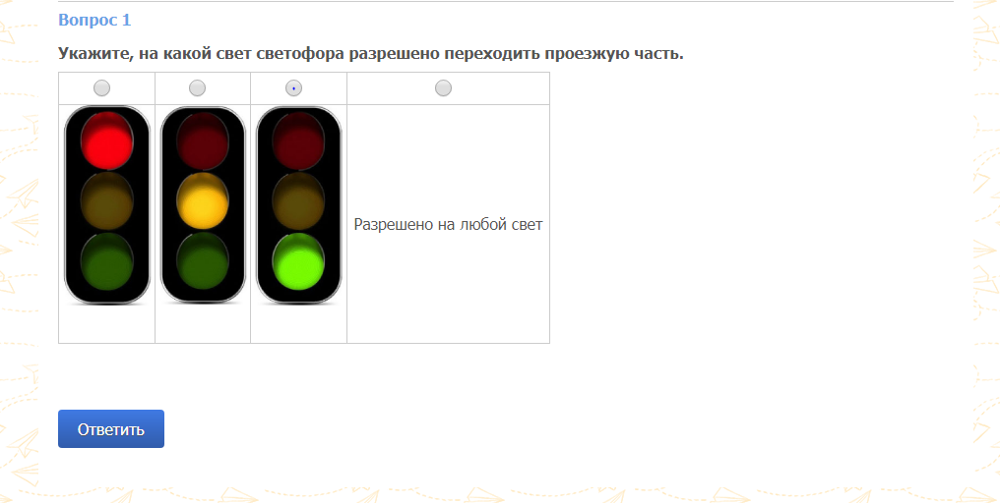 Вопрос 1
Укажите, на какой свет светофора разрешено переходить проезжую часть.
Разрешено на любой свет
Ответить